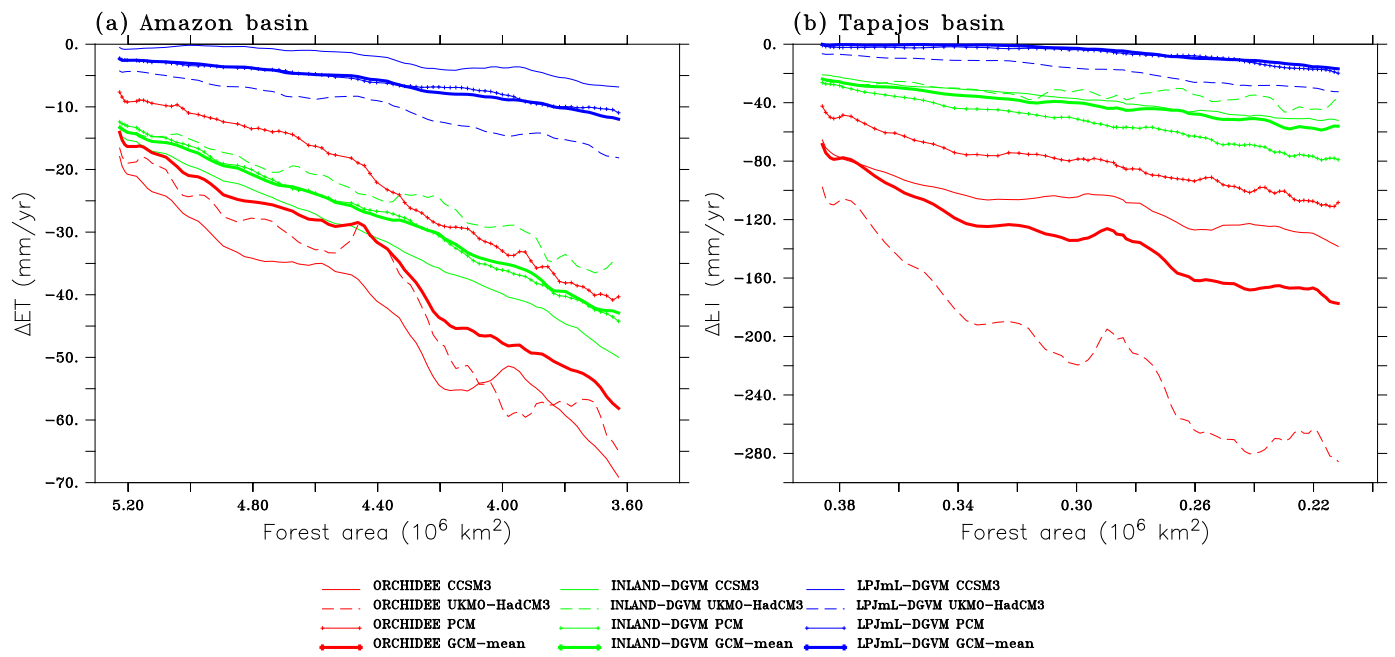 (a) Amazon basin
0.
−10.
−20.
−30.
−40.
−50.
−60.
−70.
ΔET (mm/yr)
5.20 4.80 4.40 4.00 3.60
Forest area (10⁶ km²)
(b) Tapajos basin
0.
−40.
−80.
−120.
−160.
−200.
−240.
−280.
ΔET (mm/yr)
0.38 0.34 0.30 0.26 0.22
Forest area (10⁶ km²)
ORCHIDEE CCSM3 INLAND−DGVM CCSM3 LPJmL−DGVM CCSM3
ORCHIDEE UKMO−HadCM3 INLAND−DGVM UKMO−HadCM3 LPJmL−DGVM UKMO−HadCM3
ORCHIDEE PCM INLAND−DGVM PCM LPJmL−DGVM PCM
ORCHIDEE GCM−mean INLAND−DGVM GCM−mean LPJmL−DGVM GCM−mean